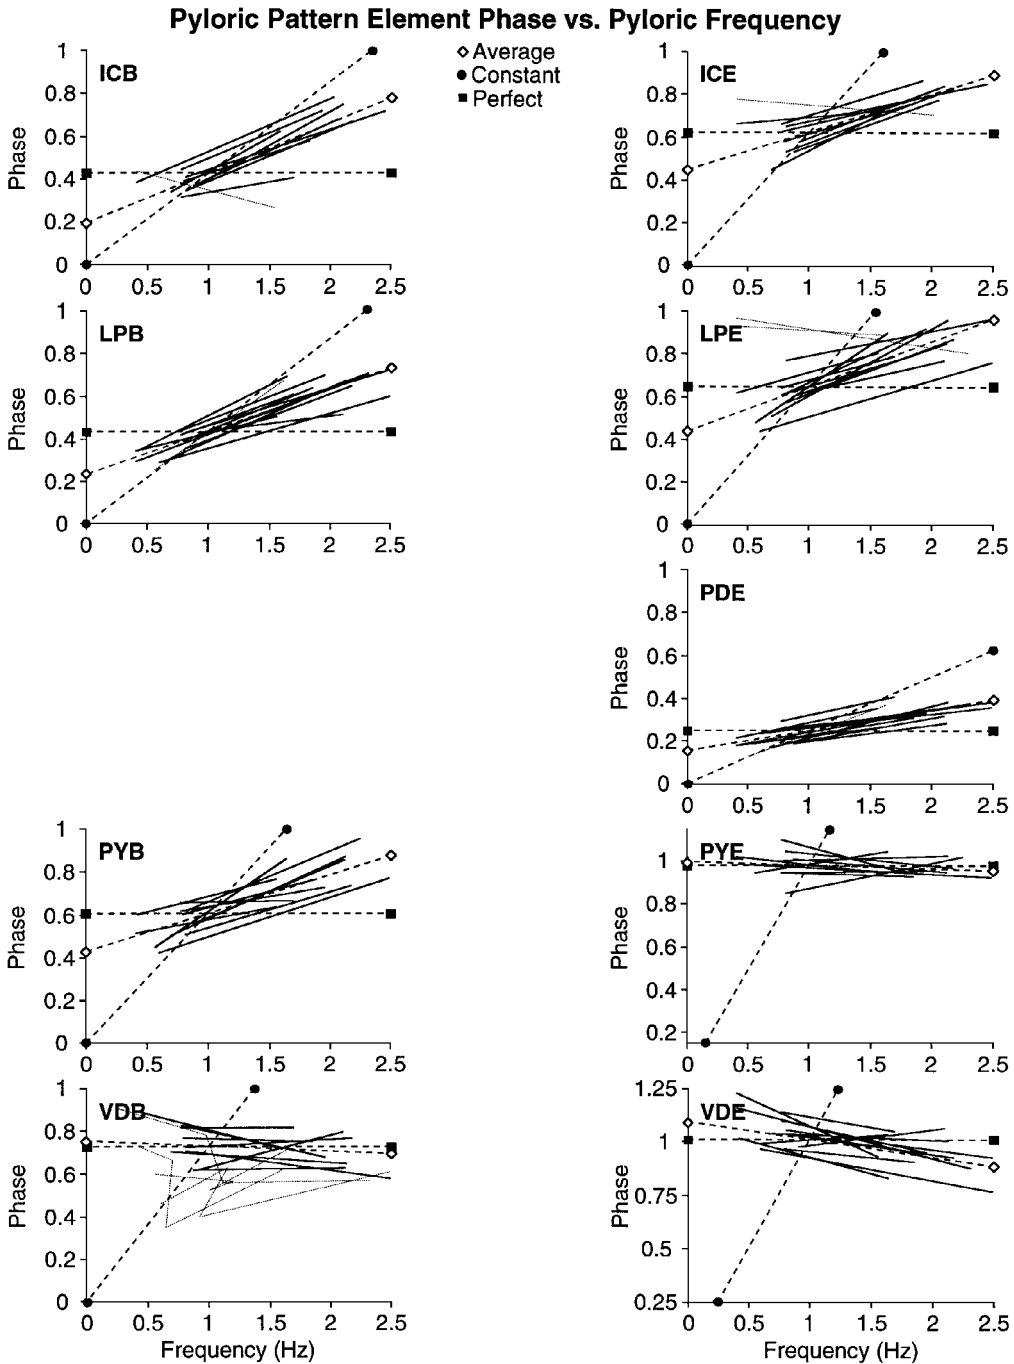 Pyloric Pattern Element Phase vs. Pyloric Frequency
Average
Constant
Perfect
ICB
Phase
1
0.8
0.6
0.4
0.2
0
0 0.5 1 1.5 2 2.5
ICE
Phase
1
0.8
0.6
0.4
0.2
0
0 0.5 1 1.5 2 2.5
LPB
Phase
1
0.8
0.6
0.4
0.2
0
0 0.5 1 1.5 2 2.5
LPE
Phase
1
0.8
0.6
0.4
0.2
0
0 0.5 1 1.5 2 2.5
PDE
Phase
1
0.8
0.6
0.4
0.2
0
0 0.5 1 1.5 2 2.5
PYB
Phase
1
0.8
0.6
0.4
0.2
0
0 0.5 1 1.5 2 2.5
PYE
Phase
1
0.8
0.6
0.4
0.2
0 0.5 1 1.5 2 2.5
VDB
Phase
1
0.8
0.6
0.4
0.2
0
0 0.5 1 1.5 2 2.5
Frequency (Hz)
VDE
Phase
1.25
1
0.75
0.5
0.25
0 0.5 1 1.5 2 2.5
Frequency (Hz)